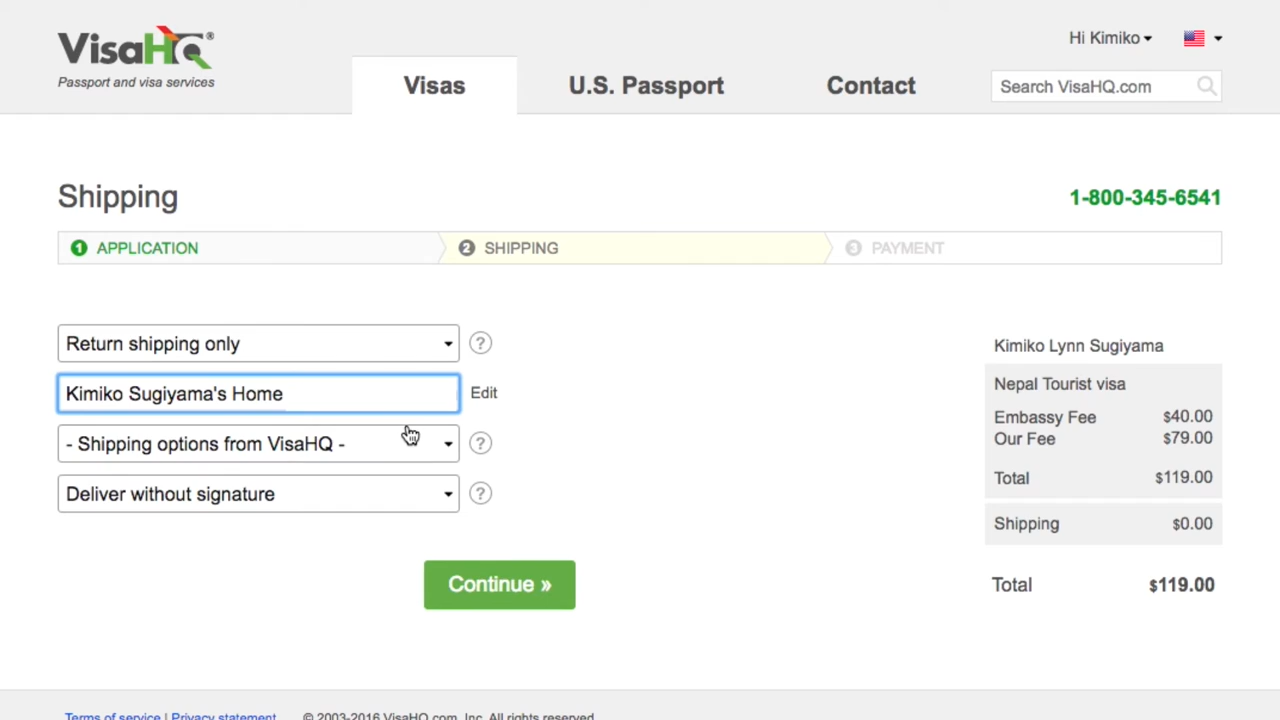 VisaHQ®
Passport and visa services
Hi Kimiko
Visas
U.S. Passport
Contact
Search VisaHQ.com
Shipping
1-800-345-6541
1 APPLICATION
2 SHIPPING
3 PAYMENT
Return shipping only
?
Kimiko Sugiyama's Home
Edit
- Shipping options from VisaHQ -
?
Deliver without signature
?
Continue »
Kimiko Lynn Sugiyama
Nepal Tourist visa
Embassy Fee $40.00
Our Fee $79.00
Total $119.00
Shipping $0.00
Total $119.00
Terms of service | Privacy statement © 2003-2016 VisaHQ.com, Inc. All rights reserved.